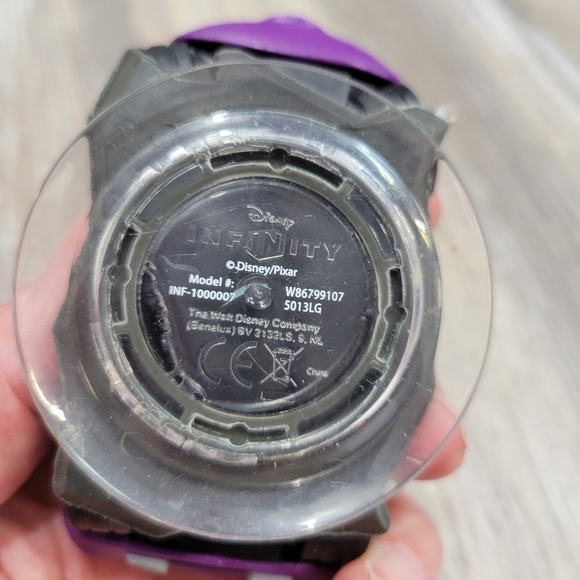 Disney
INFINITY
©Disney/Pixar
Model #: W86799107
INF-1000007 5013LG
The Walt Disney Company
(Benelux) BV 2132LS, 9, NL
CE China